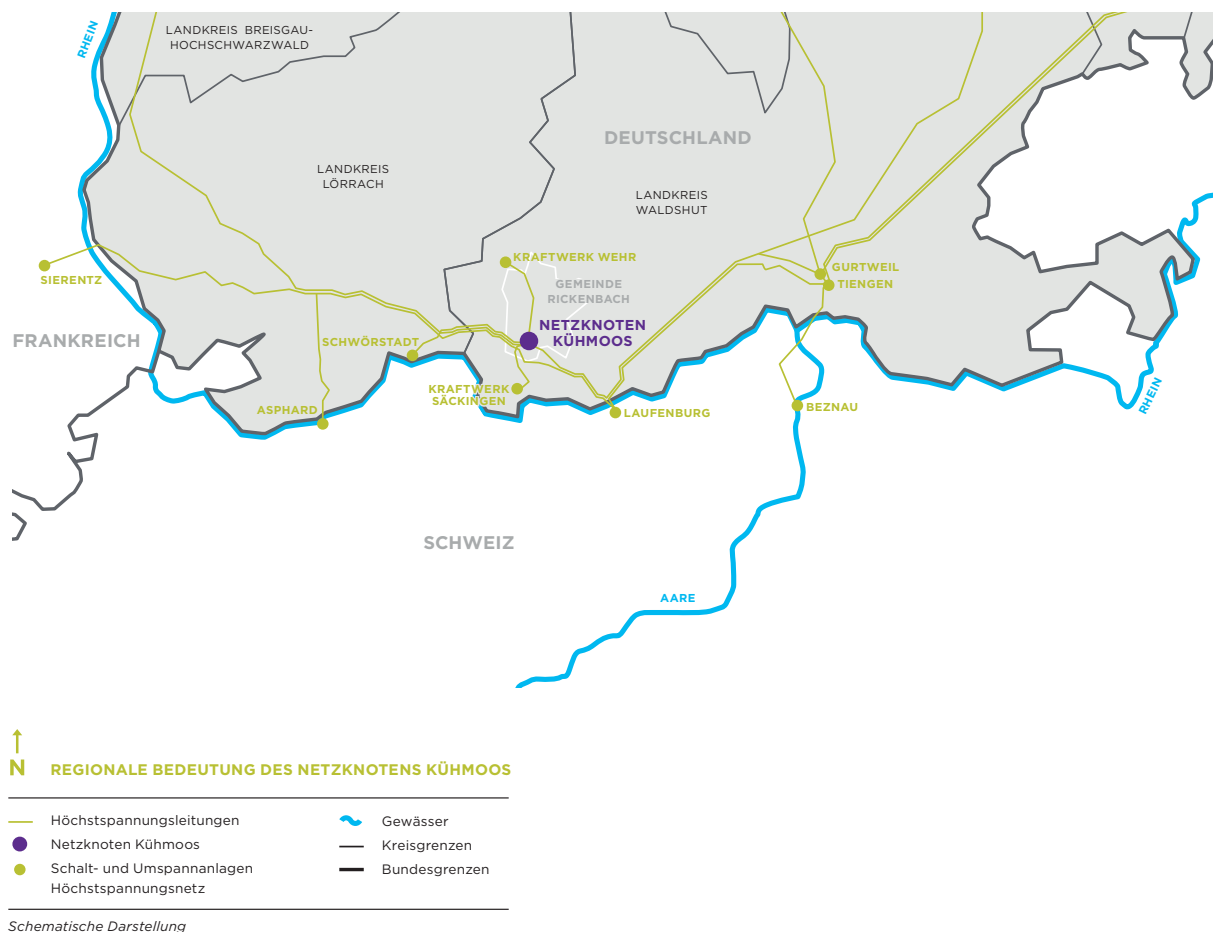 RHEIN
LANDKREIS BREISGAU-
HOCHSCHWARZWALD
DEUTSCHLAND
LANDKREIS
LÖRRACH
LANDKREIS
WALDSHUT
KRAFTWERK WEHR
GURTWEIL
TIENGEN
SIERENTZ
GEMEINDE
RICKENBACH
NETZKNOTEN
KÜHMOOS
FRANKREICH
SCHWÖRSTADT
KRAFTWERK
SÄCKINGEN
ASPHARD
LAUFENBURG
BEZNAU
RHEIN
SCHWEIZ
AARE
N
REGIONALE BEDEUTUNG DES NETZKNOTENS KÜHMOOS
Höchstspannungsleitungen
Netzknoten Kühmoos
Schalt- und Umspannanlagen
Höchstspannungsnetz
Gewässer
Kreisgrenzen
Bundesgrenzen
Schematische Darstellung